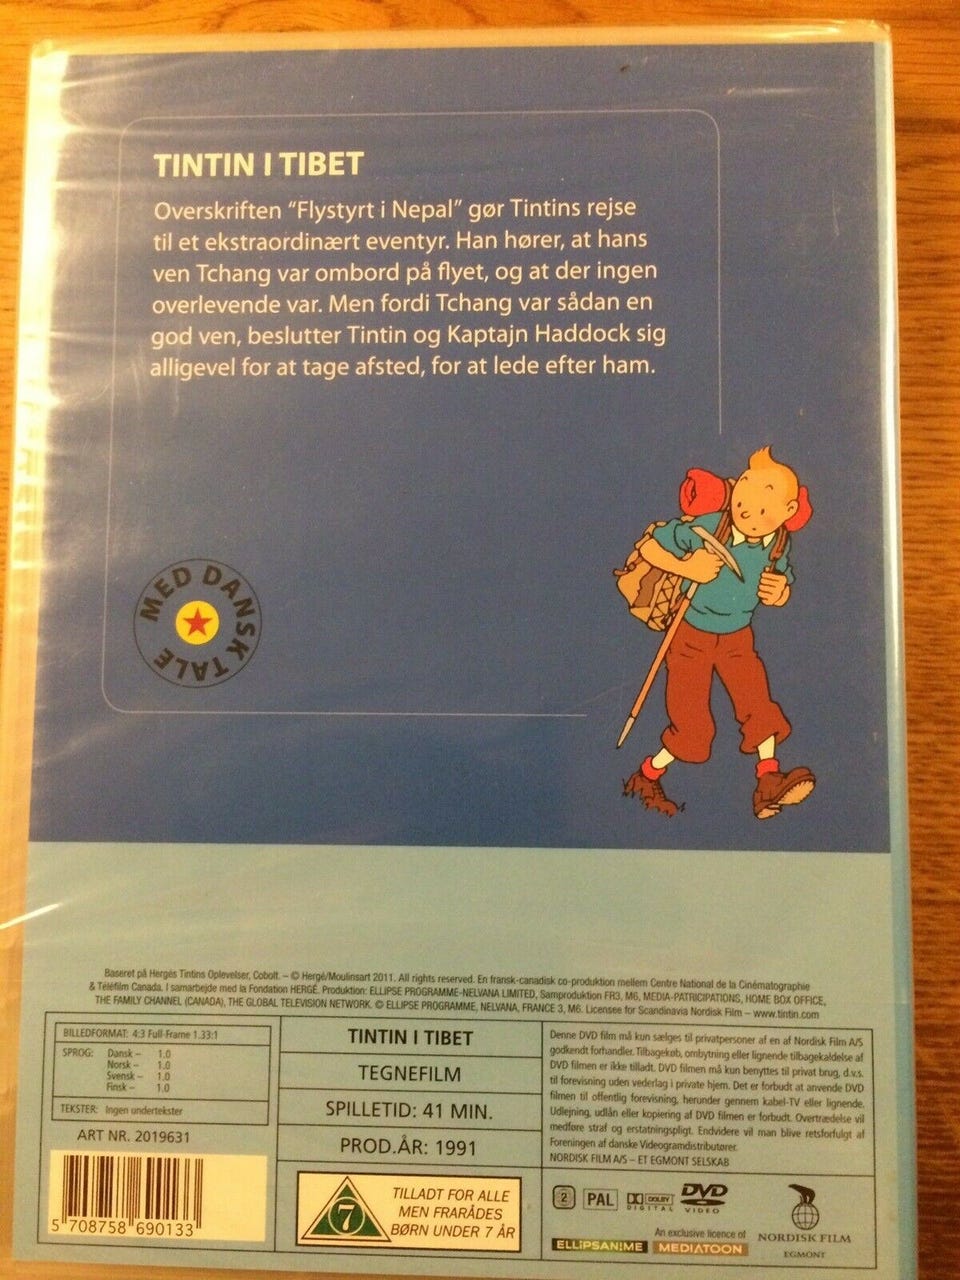 TINTIN I TIBET
Overskriften "Flystyrt i Nepal" gør Tintins rejse
til et ekstraordinært eventyr. Han hører, at hans
ven Tchang var ombord på flyet, og at der ingen
overlevende var. Men fordi Tchang var sådan en
god ven, beslutter Tintin og Kaptajn Haddock sig
alligevel for at tage afsted, for at lede efter ham.
MED DANSK TALE
Baseret på Hergés Tintins Oplevelser, Cobolt. – © Hergé/Moulinsart 2011. All rights reserved. En fransk-canadisk co-produktion mellem Centre National de la Cinématographie
& Téléfilm Canada. I samarbejde med la Fondation HERGÉ. Produktion: ELLIPSE PROGRAMME-NELVANA LIMITED, Samproduktion FR3, M6, MEDIA-PATRICIPATIONS, HOME BOX OFFICE,
THE FAMILY CHANNEL (CANADA), THE GLOBAL TELEVISION NETWORK. © ELLIPSE PROGRAMME, NELVANA, FRANCE 3, M6. Licensee for Scandinavia Nordisk Film – www.tintin.com
BILLEDFORMAT: 4:3 Full-Frame 1.33:1
SPROG: Dansk – 1.0
Norsk – 1.0
Svensk – 1.0
Finsk – 1.0
TEKSTER: Ingen undertekster
ART NR. 2019631
5 708758 690133
TINTIN I TIBET
TEGNEFILM
SPILLETID: 41 MIN.
PROD.ÅR: 1991
7
TILLADT FOR ALLE
MEN FRARÅDES
BØRN UNDER 7 ÅR
Denne DVD film må kun sælges til privatpersoner af en af Nordisk Film A/S
godkendt forhandler. Tilbagekøb, ombytning eller lignende tilbagekaldelse af
DVD filmen er ikke tilladt. DVD filmen må kun benyttes til privat brug, d.v.s.
til forevisning uden vederlag i private hjem. Det er forbudt at anvende DVD
filmen til offentlig forevisning, herunder gennem kabel-TV eller lignende.
Udlejning, udlån eller kopiering af DVD filmen er forbudt. Overtrædelse vil
medføre straf og erstatningspligt. Endvidere vil man blive retsforfulgt af
Foreningen af danske Videogramdistributører.
NORDISK FILM A/S – ET EGMONT SELSKAB
2 PAL DOLBY DIGITAL DVD VIDEO
An exclusive licence of
ELLIPSANIME MEDIATOON
NORDISK FILM
EGMONT